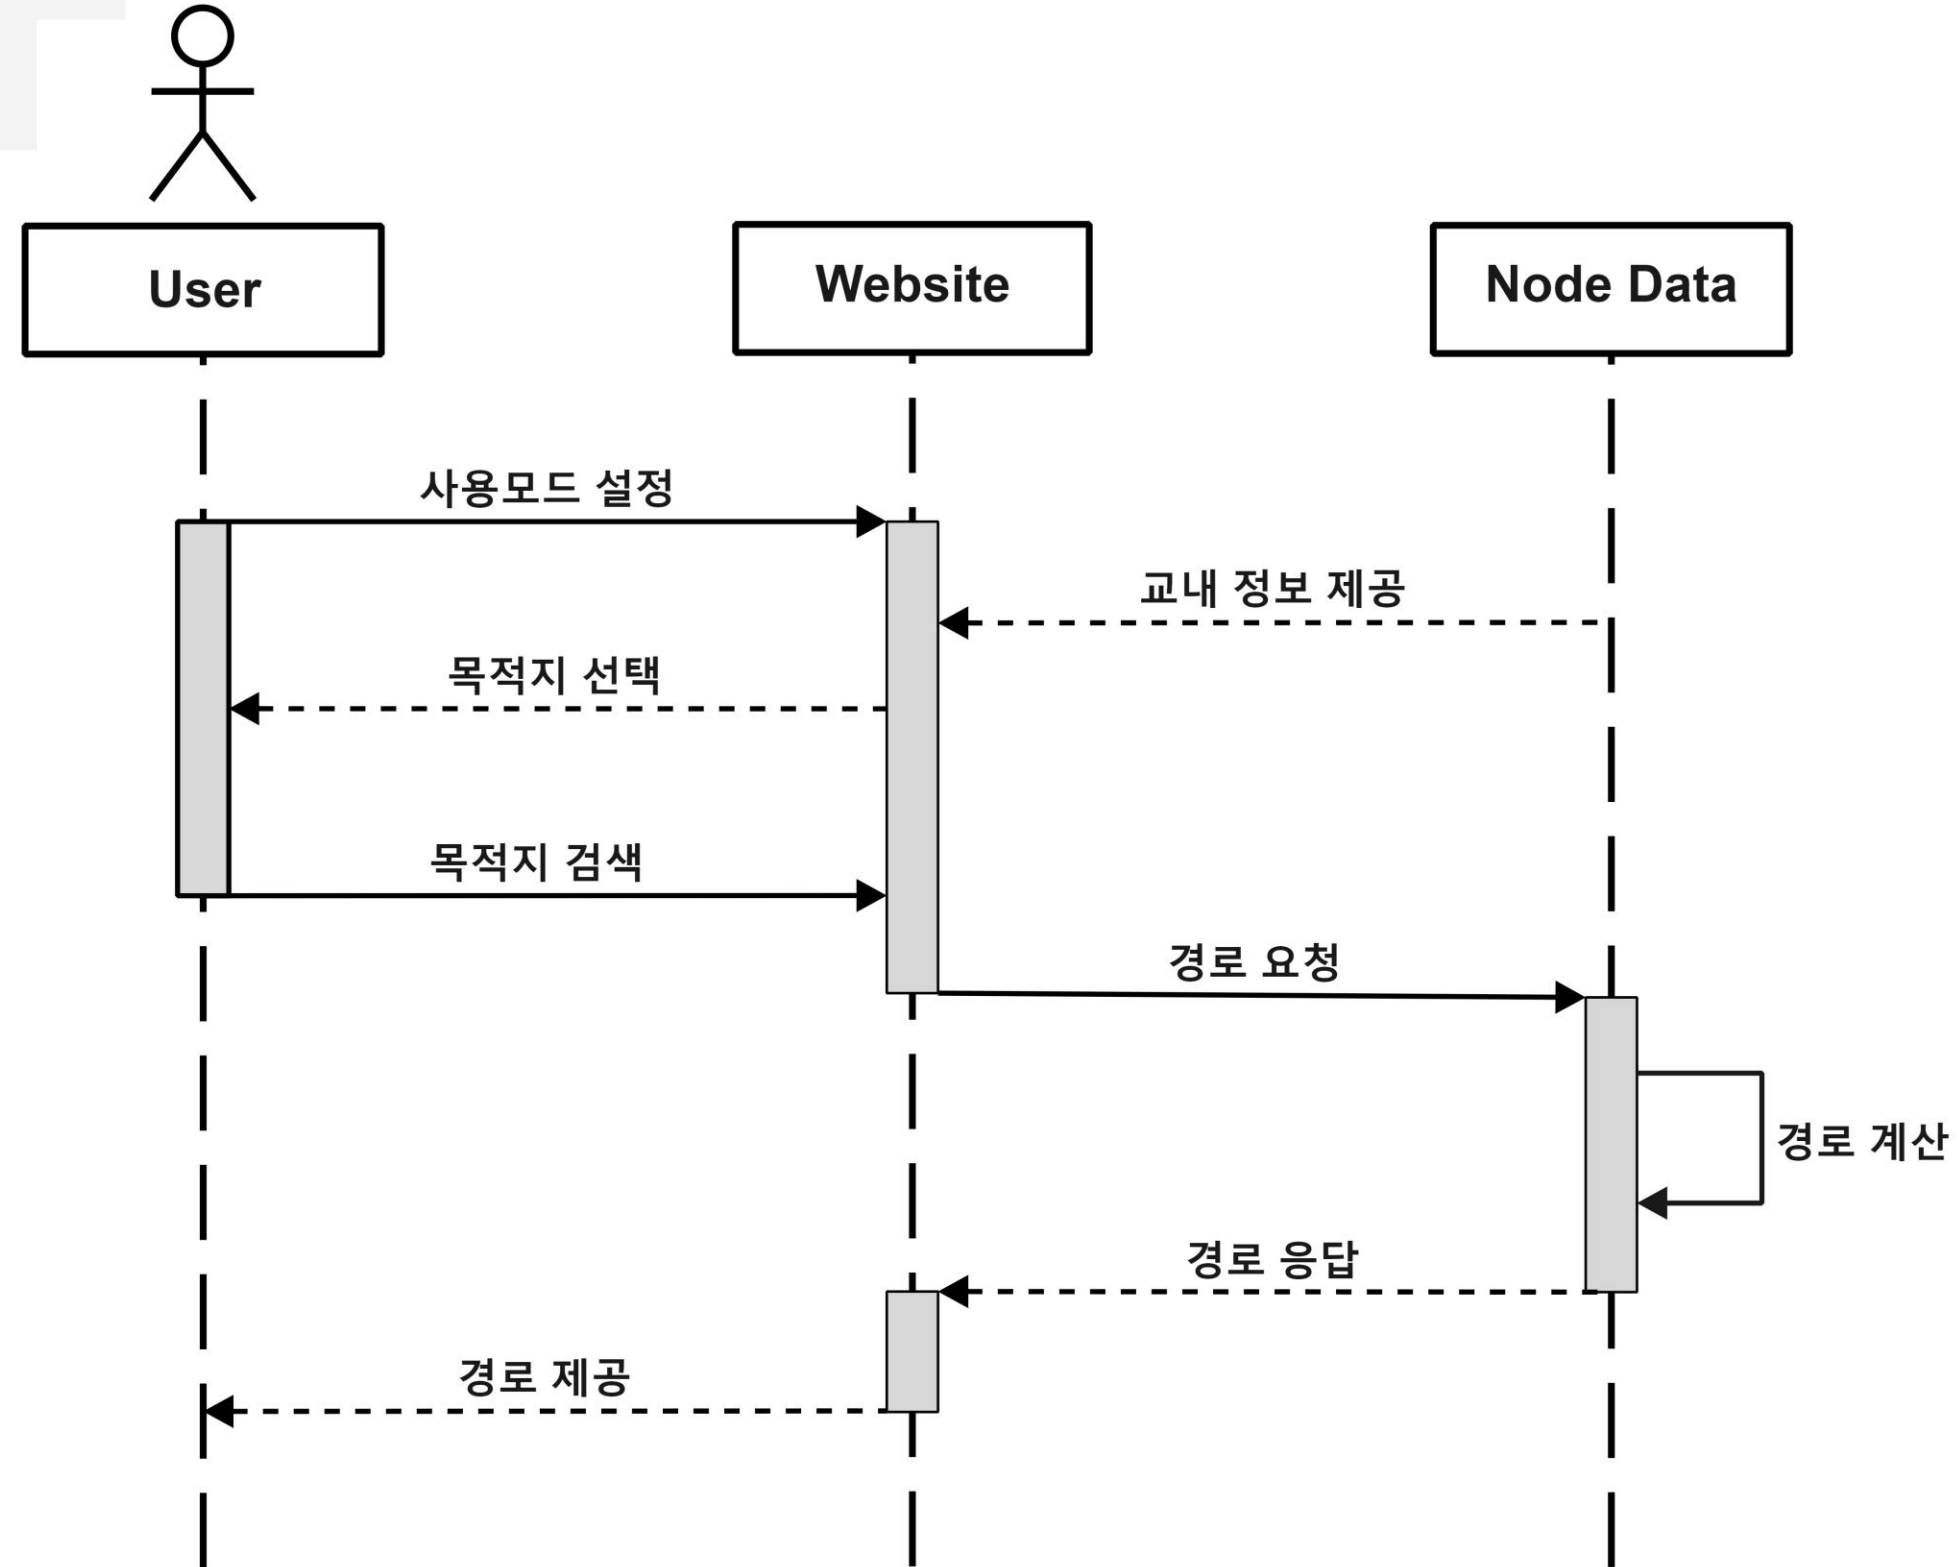 User
Website
Node Data
사용모드 설정
교내 정보 제공
목적지 선택
목적지 검색
경로 요청
경로 계산
경로 응답
경로 제공